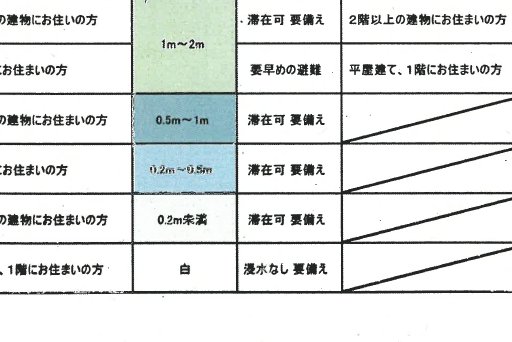 の建物にお住いの方 滞在可 要備え 2階以上の建物にお住まいの方
1m～2m
にお住まいの方 要早めの避難 平屋建て、1階にお住まいの方
の建物にお住まいの方 0.5m～1m 滞在可 要備え
にお住まいの方 0.2m～0.5m 滞在可 要備え
の建物にお住まいの方 0.2m未満 滞在可 要備え
、1階にお住まいの方 白 浸水なし 要備え